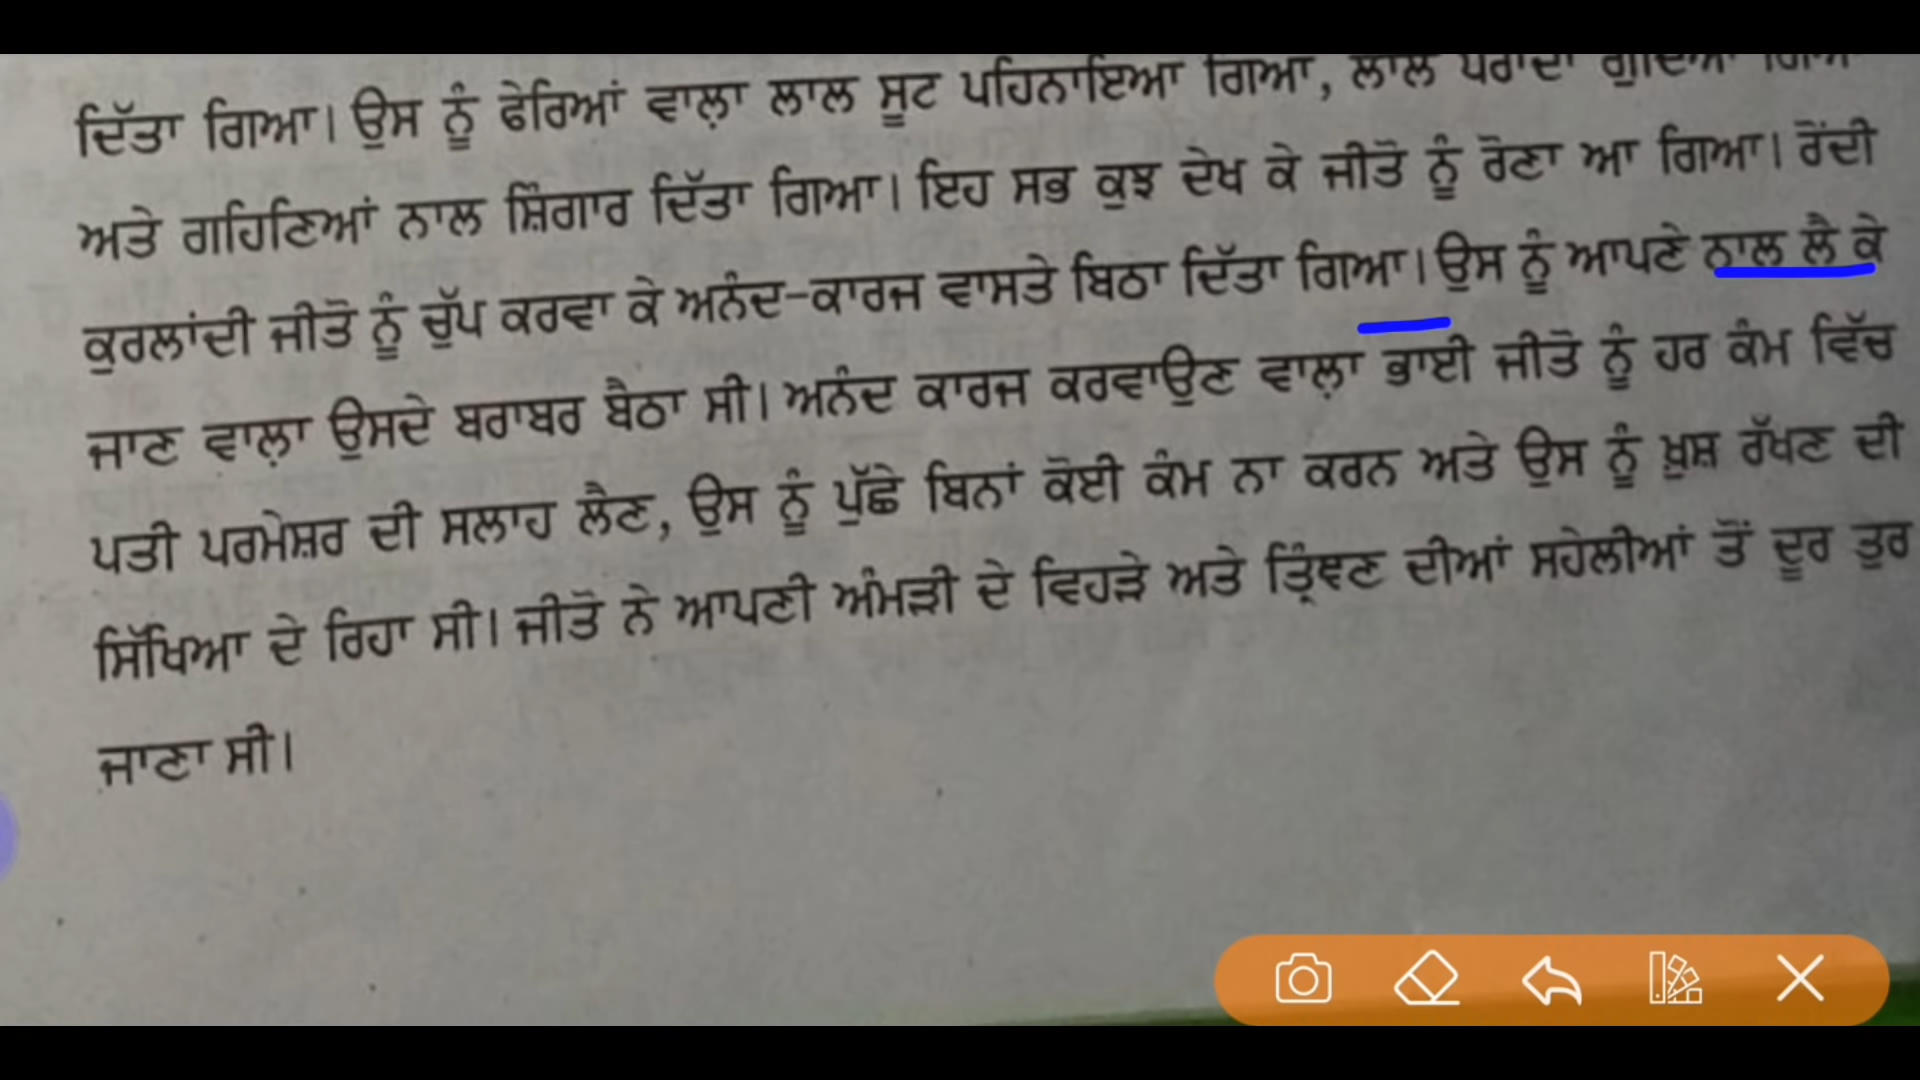 ਦਿੱਤਾ ਗਿਆ। ਉਸ ਨੂੰ ਫੇਰਿਆਂ ਵਾਲ਼ਾ ਲਾਲ ਸੂਟ ਪਹਿਨਾਇਆ ਗਿਆ, ਲਾਲ ਪਰਾਂਦਾ ਗੁੰਦਿਆ ਗਿਆ
ਅਤੇ ਗਹਿਣਿਆਂ ਨਾਲ ਸ਼ਿੰਗਾਰ ਦਿੱਤਾ ਗਿਆ। ਇਹ ਸਭ ਕੁਝ ਦੇਖ ਕੇ ਜੀਤੋ ਨੂੰ ਰੋਣਾ ਆ ਗਿਆ। ਰੋਂਦੀ
ਕੁਰਲਾਂਦੀ ਜੀਤੋ ਨੂੰ ਚੁੱਪ ਕਰਵਾ ਕੇ ਅਨੰਦ-ਕਾਰਜ ਵਾਸਤੇ ਬਿਠਾ ਦਿੱਤਾ ਗਿਆ। ਉਸ ਨੂੰ ਆਪਣੇ ਨਾਲ ਲੈ ਕੇ
ਜਾਣ ਵਾਲ਼ਾ ਉਸਦੇ ਬਰਾਬਰ ਬੈਠਾ ਸੀ। ਅਨੰਦ ਕਾਰਜ ਕਰਵਾਉਣ ਵਾਲ਼ਾ ਭਾਈ ਜੀਤੋ ਨੂੰ ਹਰ ਕੰਮ ਵਿੱਚ
ਪਤੀ ਪਰਮੇਸ਼ਰ ਦੀ ਸਲਾਹ ਲੈਣ, ਉਸ ਨੂੰ ਪੁੱਛੇ ਬਿਨਾਂ ਕੋਈ ਕੰਮ ਨਾ ਕਰਨ ਅਤੇ ਉਸ ਨੂੰ ਖ਼ੁਸ਼ ਰੱਖਣ ਦੀ
ਸਿੱਖਿਆ ਦੇ ਰਿਹਾ ਸੀ। ਜੀਤੋ ਨੇ ਆਪਣੀ ਅੰਮੜੀ ਦੇ ਵਿਹੜੇ ਅਤੇ ਤ੍ਰਿੰਞਣ ਦੀਆਂ ਸਹੇਲੀਆਂ ਤੋਂ ਦੂਰ ਤੁਰ
ਜਾਣਾ ਸੀ।